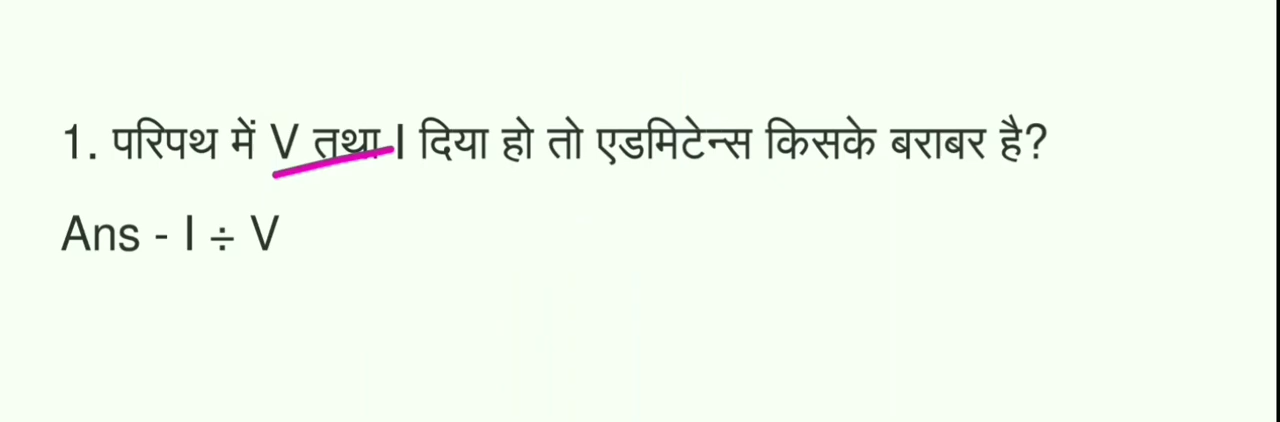 1. परिपथ में V तथा I दिया हो तो एडमिटेन्स किसके बराबर है?
Ans - I ÷ V